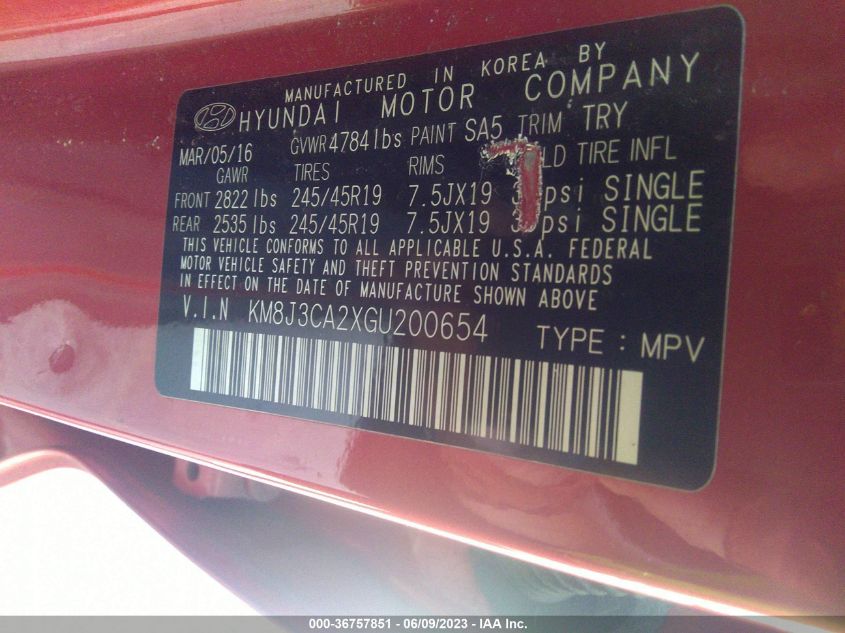 MANUFACTURED IN KOREA BY
HYUNDAI MOTOR COMPANY
MAR/05/16 GVWR 4784 lbs PAINT SA5 TRIM TRY
GAWR TIRES RIMS TIRE INFL
FRONT 2822 lbs 245/45R19 7.5JX19 psi SINGLE
REAR 2535 lbs 245/45R19 7.5JX19 psi SINGLE
THIS VEHICLE CONFORMS TO ALL APPLICABLE U.S.A. FEDERAL
MOTOR VEHICLE SAFETY AND THEFT PREVENTION STANDARDS
IN EFFECT ON THE DATE OF MANUFACTURE SHOWN ABOVE
V.I.N KM8J3CA2XGU200654 TYPE : MPV
000-36757851 - 06/09/2023 - IAA Inc.